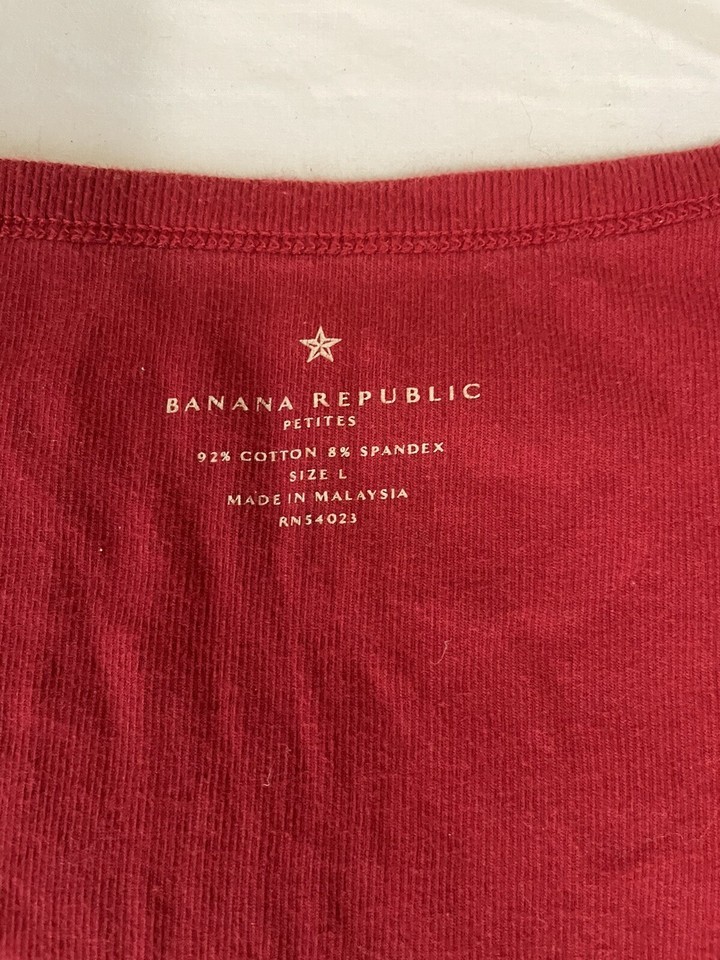 BANANA REPUBLIC
PETITES
92% COTTON 8% SPANDEX
SIZE L
MADE IN MALAYSIA
RN54023